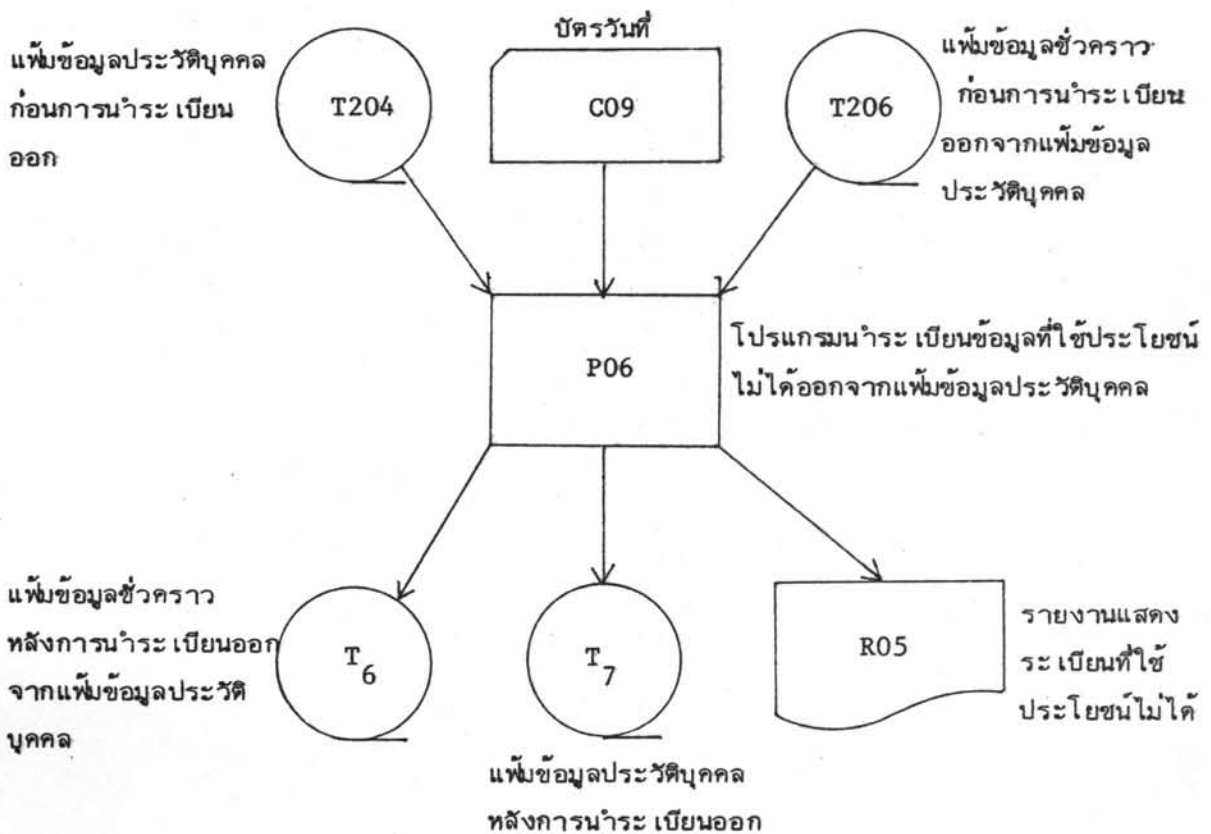 แฟ้มข้อมูลประวัติบุคคล
ก่อนการนำระเบียน
ออก
T204
บัตรวันที่
C09
T206
แฟ้มข้อมูลชั่วคราว
ก่อนการนำระเบียน
ออกจากแฟ้มข้อมูล
ประวัติบุคคล
P06
โปรแกรมนำระเบียนข้อมูลที่ใช้ประโยชน์
ไม่ได้ออกจากแฟ้มข้อมูลประวัติบุคคล
แฟ้มข้อมูลชั่วคราว
หลังการนำระเบียนออก
จากแฟ้มข้อมูลประวัติ
บุคคล
T6
T7
แฟ้มข้อมูลประวัติบุคคล
หลังการนำระเบียนออก
R05
รายงานแสดง
ระเบียนที่ใช้
ประโยชน์ไม่ได้